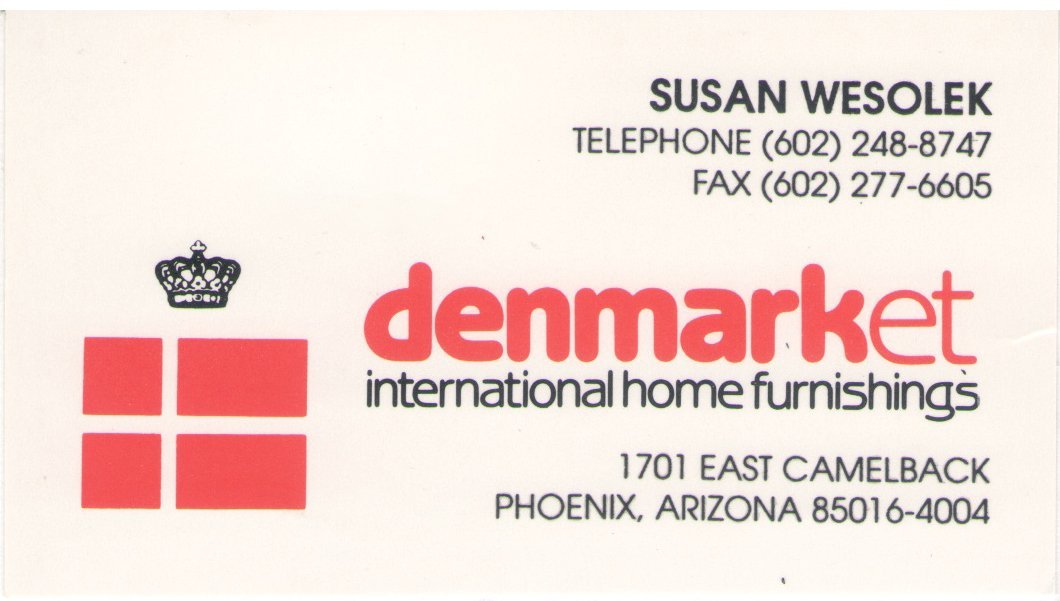 SUSAN WESOLEK
TELEPHONE (602) 248-8747
FAX (602) 277-6605
denmarket
international home furnishings
1701 EAST CAMELBACK
PHOENIX, ARIZONA 85016-4004